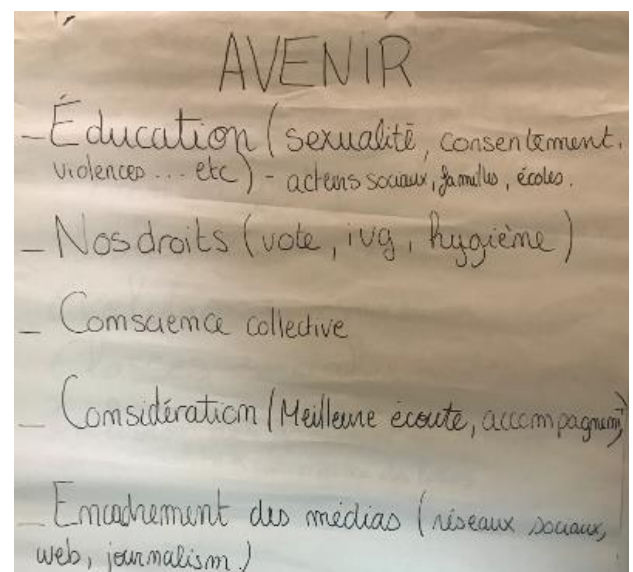 AVENIR
- Éducation (sexualité, consentement,
violences... etc) - acteurs sociaux, familles, écoles.
- Nos droits (vote, ivg, hygiène)
- Conscience collective
- Considération (Meilleure écoute, accompagnemt)
- Encadrement des médias (réseaux sociaux,
web, journalism.)